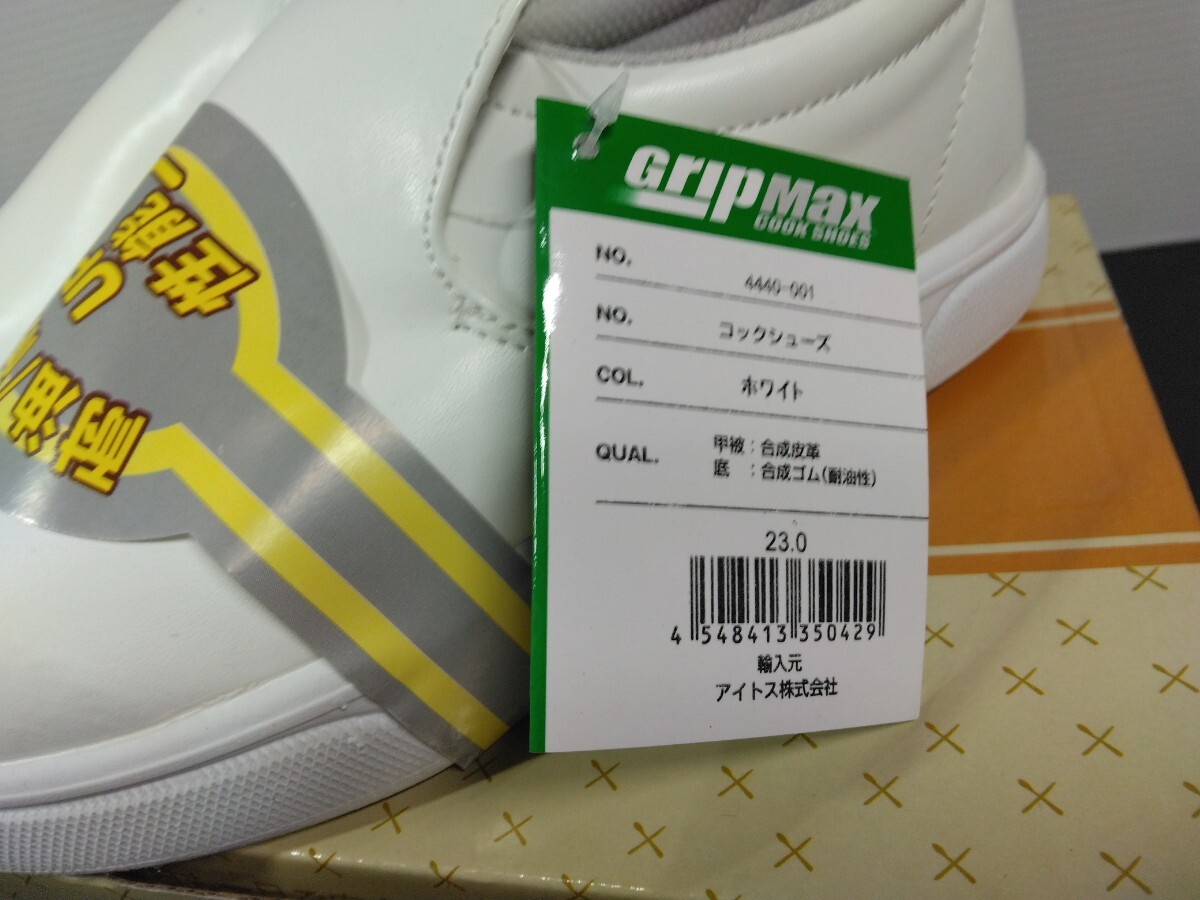 GripMax
COOK SHOES
NO. 4440-001
NO. コックシューズ
COL. ホワイト
QUAL. 甲被：合成皮革
底　：合成ゴム(耐油性)
23.0
4 548413 350429
輸入元
アイトス株式会社
性